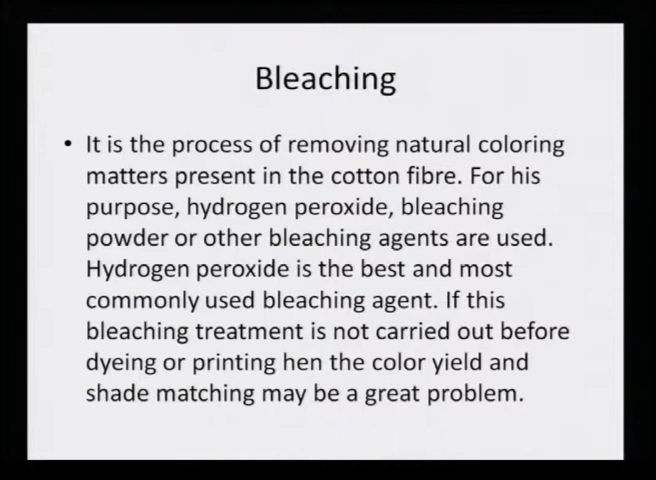 Bleaching
• It is the process of removing natural coloring
matters present in the cotton fibre. For his
purpose, hydrogen peroxide, bleaching
powder or other bleaching agents are used.
Hydrogen peroxide is the best and most
commonly used bleaching agent. If this
bleaching treatment is not carried out before
dyeing or printing hen the color yield and
shade matching may be a great problem.